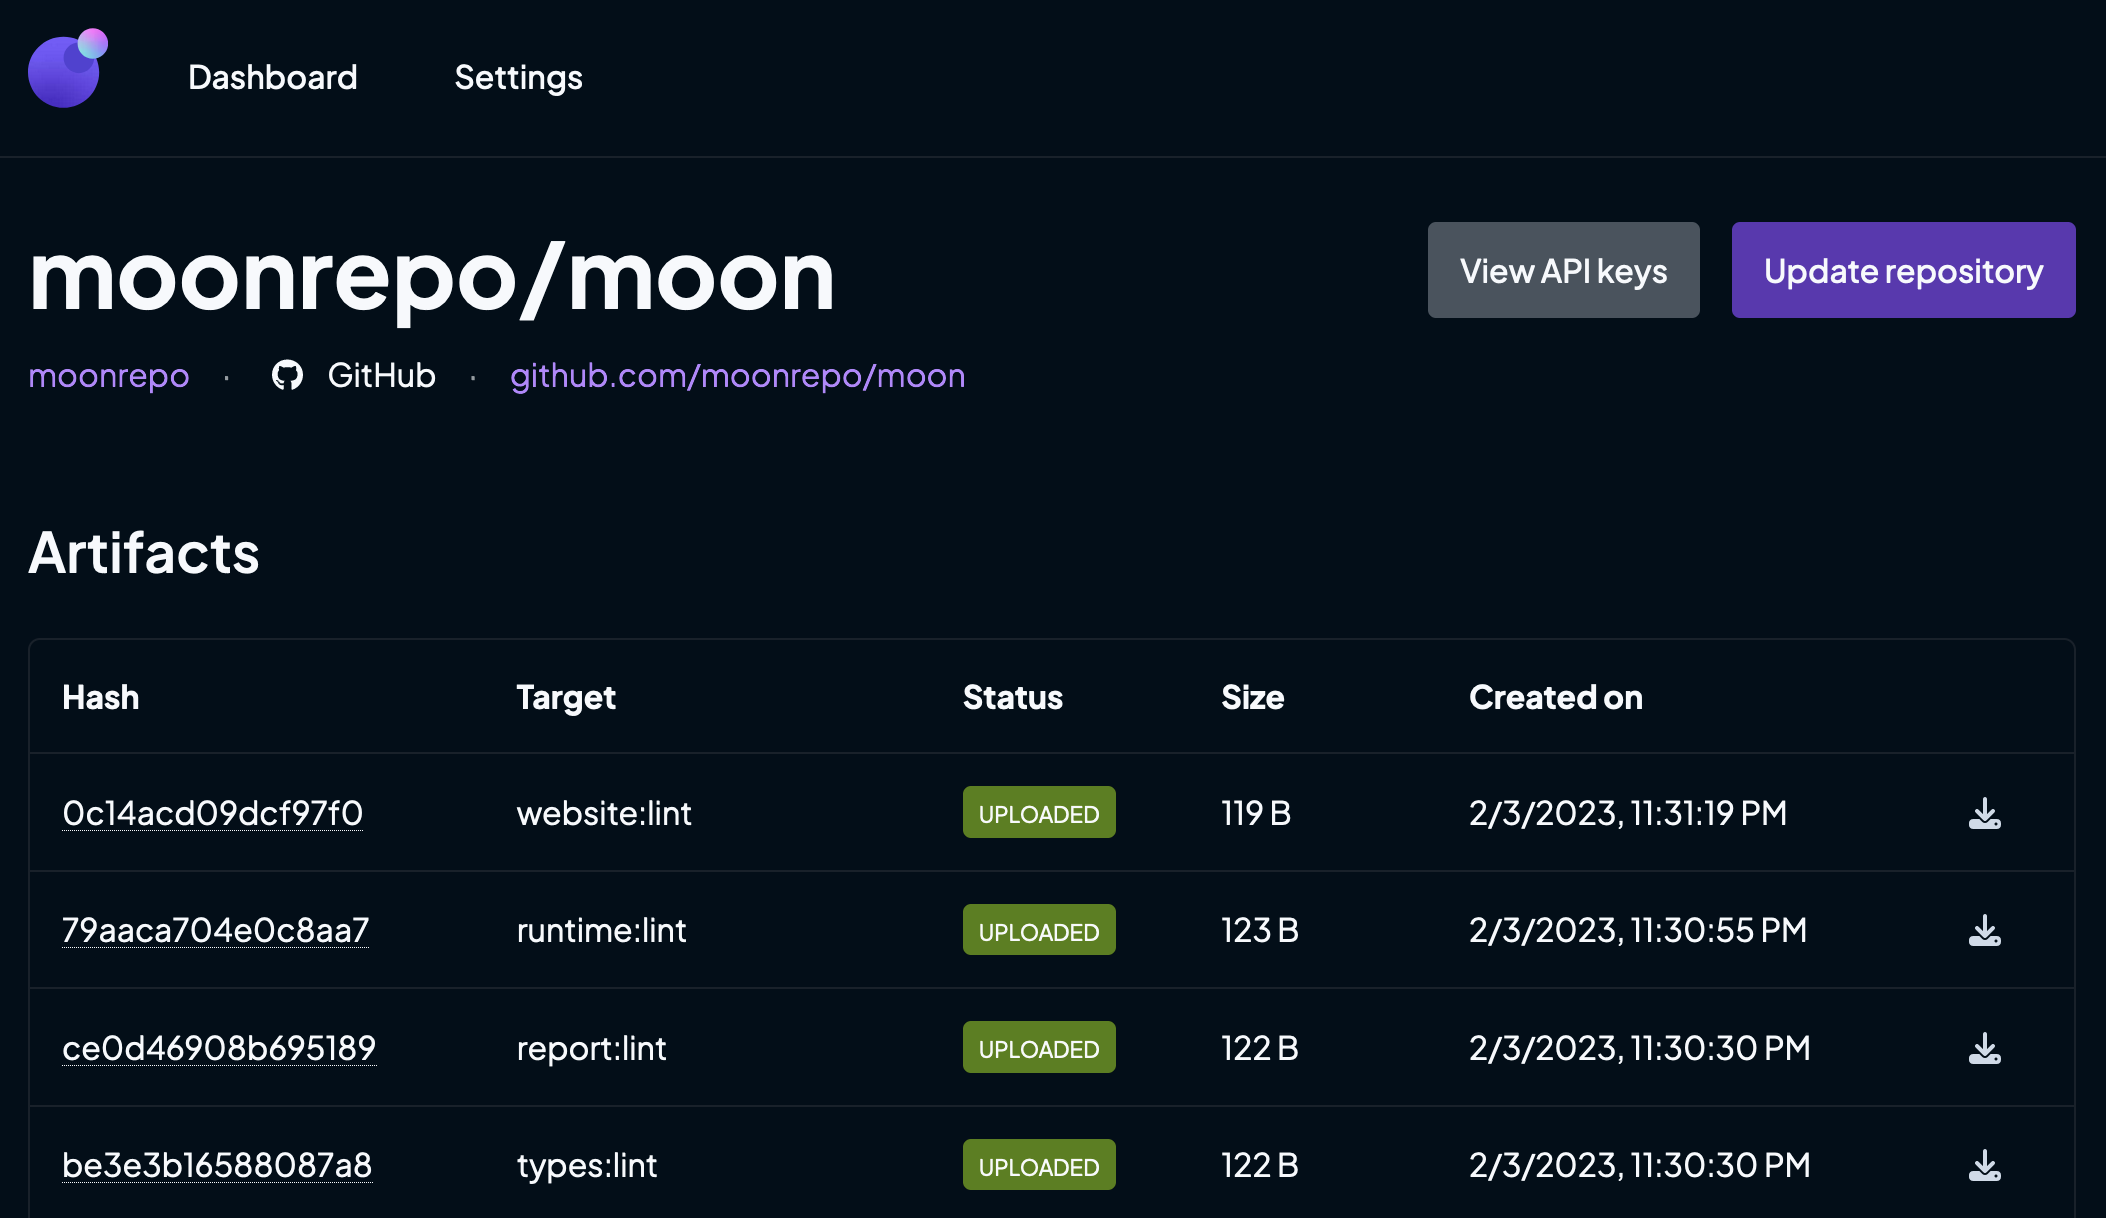 Dashboard Settings
moonrepo/moon
View API keys Update repository
moonrepo · GitHub · github.com/moonrepo/moon
Artifacts
Hash Target Status Size Created on
0c14acd09dcf97f0 website:lint UPLOADED 119 B 2/3/2023, 11:31:19 PM
79aaca704e0c8aa7 runtime:lint UPLOADED 123 B 2/3/2023, 11:30:55 PM
ce0d46908b695189 report:lint UPLOADED 122 B 2/3/2023, 11:30:30 PM
be3e3b16588087a8 types:lint UPLOADED 122 B 2/3/2023, 11:30:30 PM